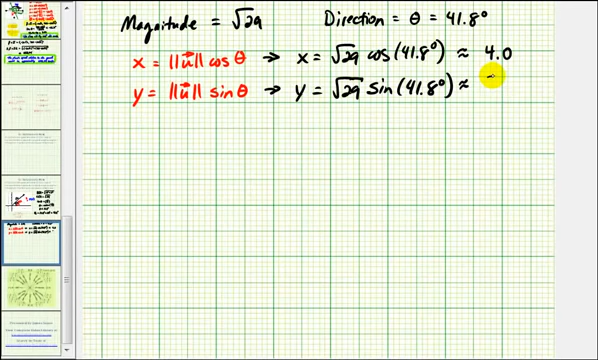 Magnitude = √29 Direction = θ = 41.8°
x = ||u⃗|| cos θ → x = √29 cos(41.8°) ≈ 4.0
y = ||u⃗|| sin θ → y = √29 sin(41.8°) ≈